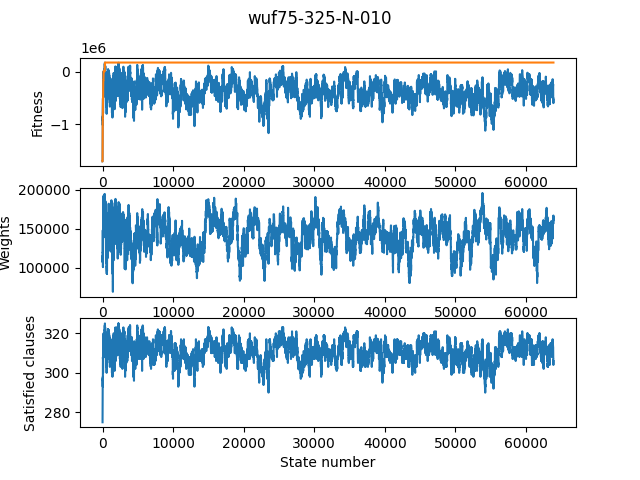 wuf75-325-N-010
1e6
Fitness
0
−1
0 10000 20000 30000 40000 50000 60000
Weights
200000
150000
100000
0 10000 20000 30000 40000 50000 60000
Satisfied clauses
320
300
280
0 10000 20000 30000 40000 50000 60000
State number